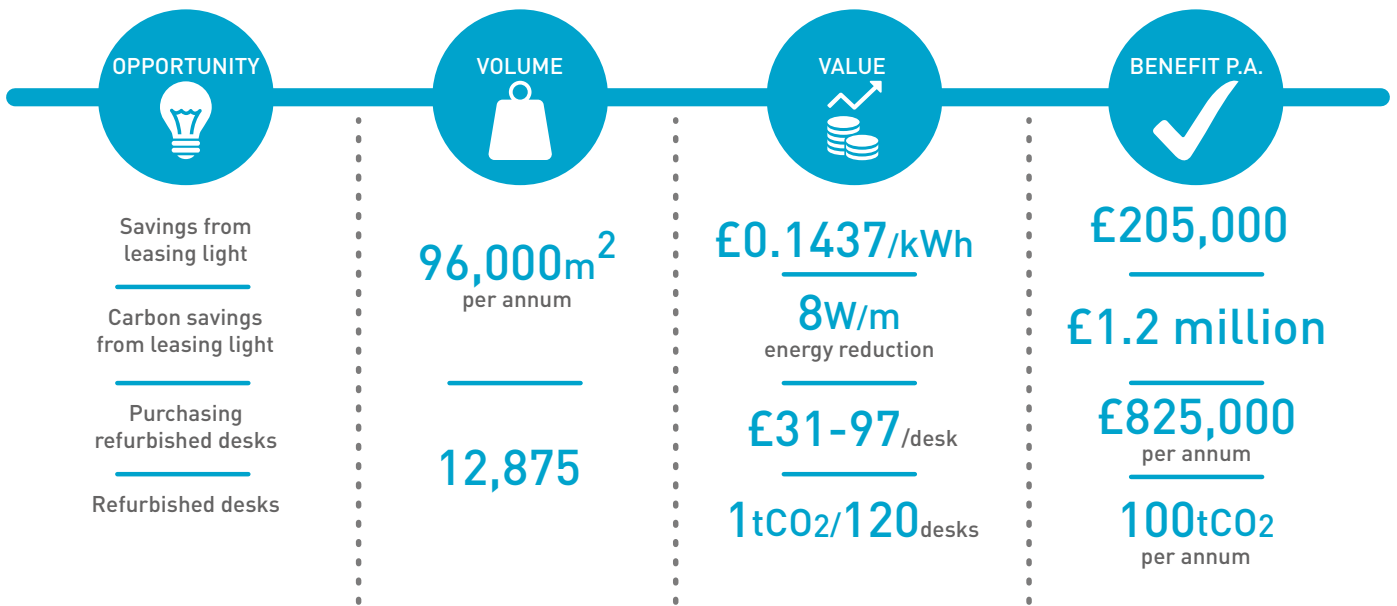 OPPORTUNITY
VOLUME
VALUE
BENEFIT P.A.
Savings from
leasing light
Carbon savings
from leasing light
Purchasing
refurbished desks
Refurbished desks
96,000m²
per annum
12,875
£0.1437/kWh
8W/m
energy reduction
£31-97/desk
1tCO2/120desks
£205,000
£1.2 million
£825,000
per annum
100tCO2
per annum